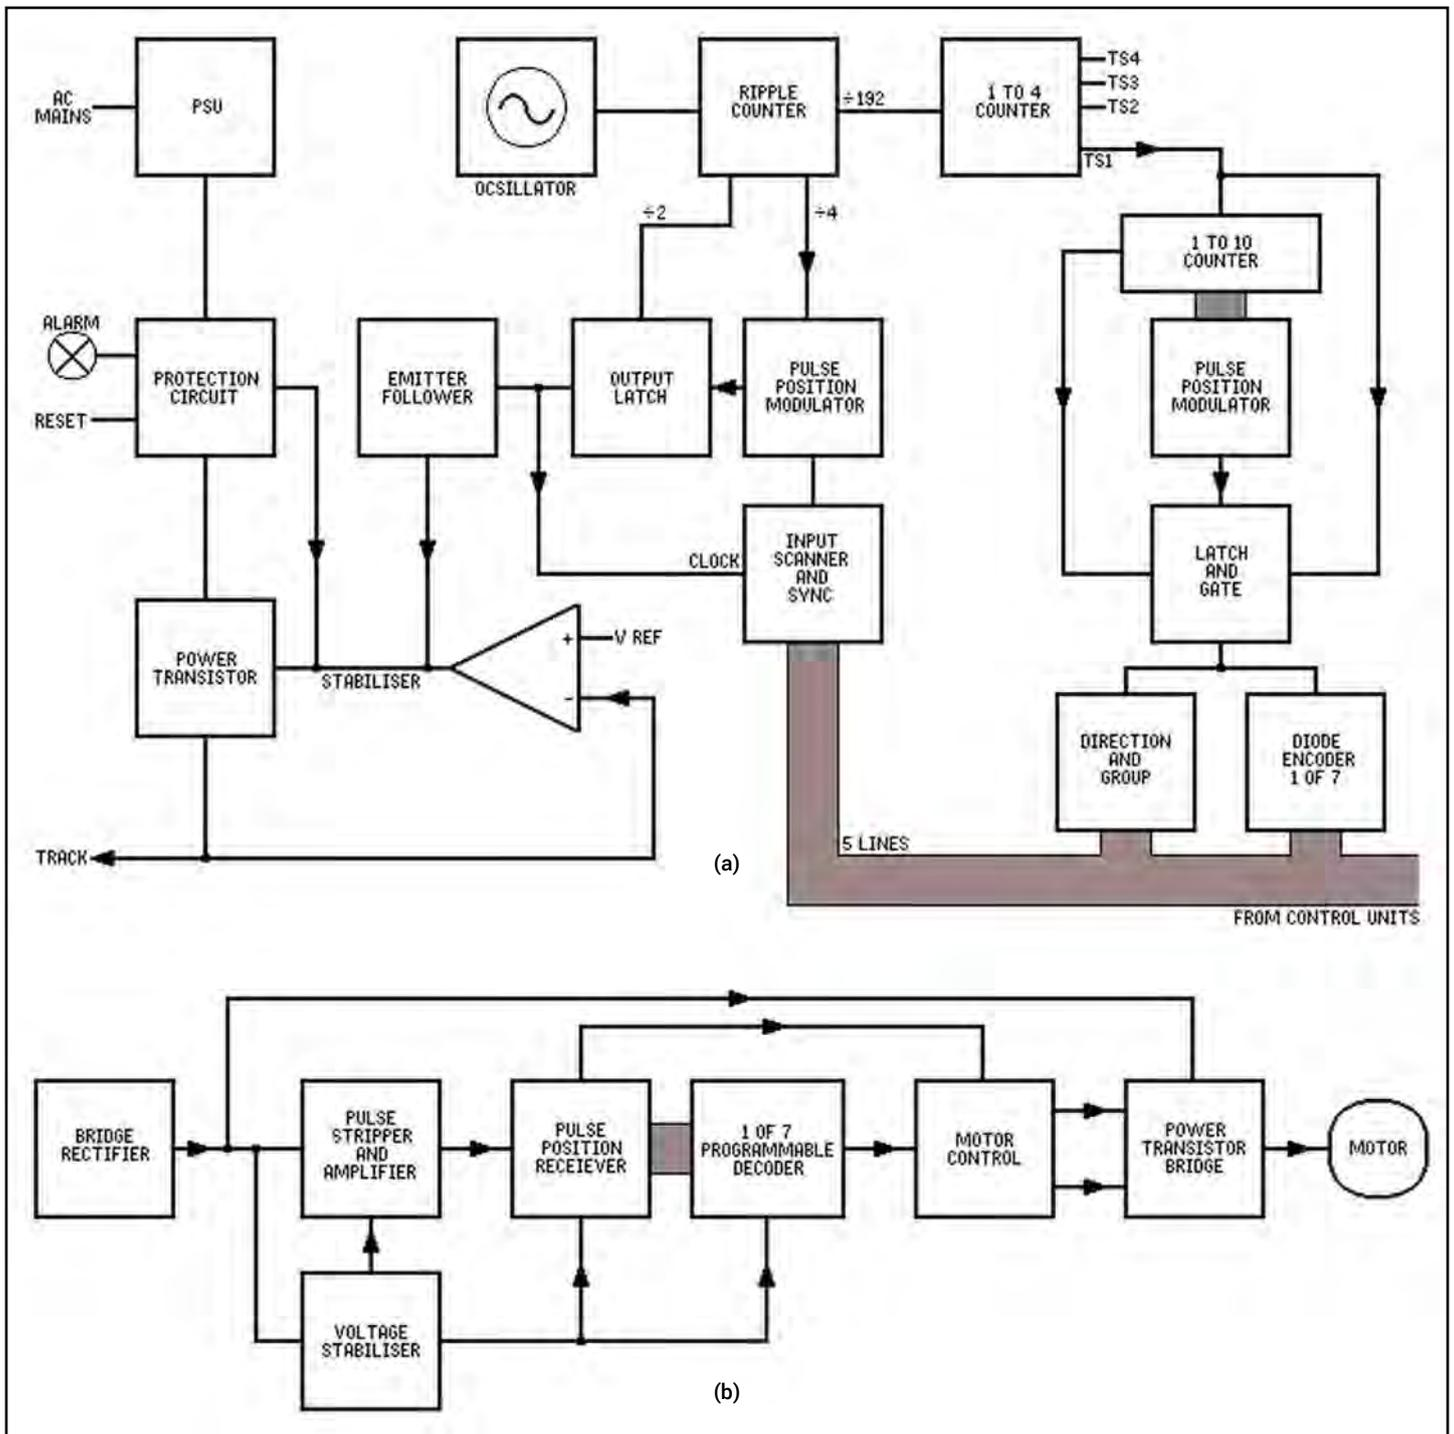 AC
MAINS
PSU
OCSILLATOR
RIPPLE
COUNTER
÷192
1 TO 4
COUNTER
TS4
TS3
TS2
TS1
÷2
÷4
1 TO 10
COUNTER
ALARM
RESET
PROTECTION
CIRCUIT
EMITTER
FOLLOWER
OUTPUT
LATCH
PULSE
POSITION
MODULATOR
PULSE
POSITION
MODULATOR
CLOCK
INPUT
SCANNER
AND
SYNC
LATCH
AND
GATE
POWER
TRANSISTOR
STABILISER
+
V REF
-
DIRECTION
AND
GROUP
DIODE
ENCODER
1 OF 7
TRACK
(a)
5 LINES
FROM CONTROL UNITS
BRIDGE
RECTIFIER
PULSE
STRIPPER
AND
AMPLIFIER
PULSE
POSITION
RECEIEVER
1 OF 7
PROGRAMMABLE
DECODER
MOTOR
CONTROL
POWER
TRANSISTOR
BRIDGE
MOTOR
VOLTAGE
STABILISER
(b)